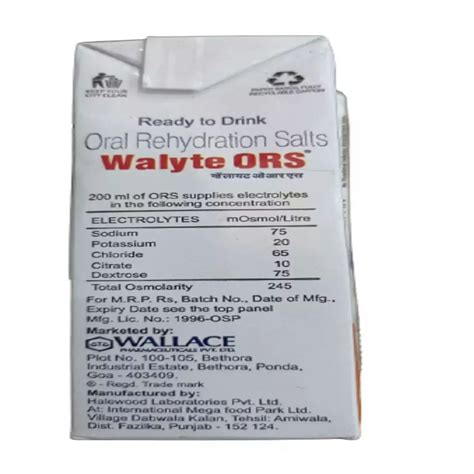 KEEP YOUR
CITY CLEAN
PAPER BASED, FULLY
RECYCLABLE CARTON
Ready to Drink
Oral Rehydration Salts
Walyte ORS®
वॅलायट ओ आर एस
200 ml of ORS supplies electrolytes
in the following concentration
ELECTROLYTES mOsmol/Litre
Sodium 75
Potassium 20
Chloride 65
Citrate 10
Dextrose 75
Total Osmolarity 245
For M.R.P. Rs, Batch No., Date of Mfg.,
Expiry Date see the top panel
Mfg. Lic. No.: 1996-OSP
Marketed by:
WALLACE
PHARMACEUTICALS PVT. LTD.
Plot No. 100-105, Bethora
Industrial Estate, Bethora, Ponda,
Goa - 403409.
® - Regd. Trade mark
Manufactured by:
Halewood Laboratories Pvt. Ltd.
At: International Mega food Park Ltd.
Village Dabwala Kalan, Tehsil: Arniwala,
Dist. Fazilka, Punjab - 152 124.